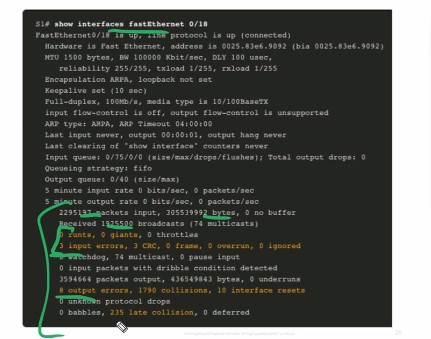 S1# show interfaces fastEthernet 0/18
FastEthernet0/18 is up, line protocol is up (connected)
Hardware is Fast Ethernet, address is 0025.83e6.9092 (bia 0025.83e6.9092)
MTU 1500 bytes, BW 100000 Kbit/sec, DLY 100 usec,
reliability 255/255, txload 1/255, rxload 1/255
Encapsulation ARPA, loopback not set
Keepalive set (10 sec)
Full-duplex, 100Mb/s, media type is 10/100BaseTX
input flow-control is off, output flow-control is unsupported
ARP type: ARPA, ARP Timeout 04:00:00
Last input never, output 00:00:01, output hang never
Last clearing of "show interface" counters never
Input queue: 0/75/0/0 (size/max/drops/flushes); Total output drops: 0
Queueing strategy: fifo
Output queue: 0/40 (size/max)
5 minute input rate 0 bits/sec, 0 packets/sec
5 minute output rate 0 bits/sec, 0 packets/sec
2295197 packets input, 305539992 bytes, 0 no buffer
Received 1925500 broadcasts (74 multicasts)
0 runts, 0 giants, 0 throttles
3 input errors, 3 CRC, 0 frame, 0 overrun, 0 ignored
0 watchdog, 74 multicast, 0 pause input
0 input packets with dribble condition detected
3594664 packets output, 436549843 bytes, 0 underruns
8 output errors, 1790 collisions, 10 interface resets
0 unknown protocol drops
0 babbles, 235 late collision, 0 deferred